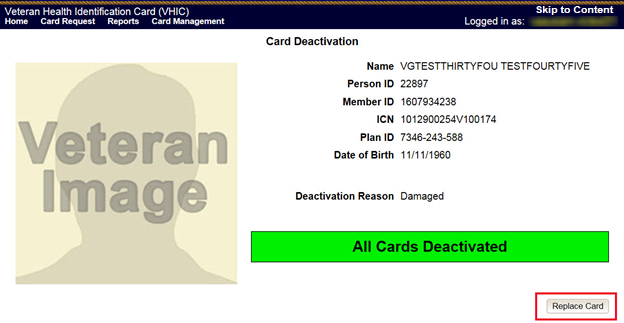 Veteran Health Identification Card (VHIC)
Skip to Content
Home Card Request Reports Card Management
Logged in as:
Card Deactivation
Veteran
Image
Name VGTESTTHIRTYFOU TESTFOURTYFIVE
Person ID 22897
Member ID 1607934238
ICN 1012900254V100174
Plan ID 7346-243-588
Date of Birth 11/11/1960
Deactivation Reason Damaged
All Cards Deactivated
Replace Card